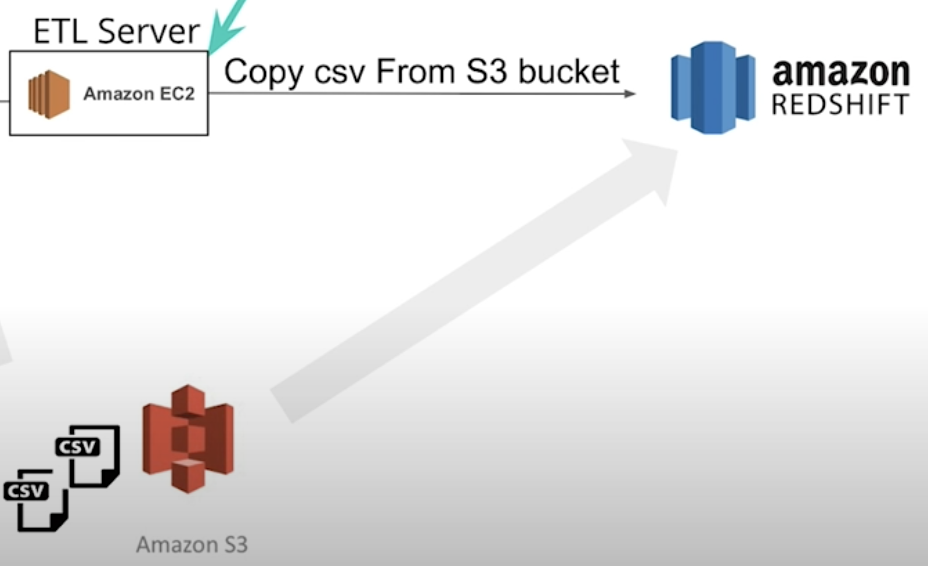 ETL Server
Amazon EC2
Copy csv From S3 bucket
amazon
REDSHIFT
CSV
CSV
Amazon S3